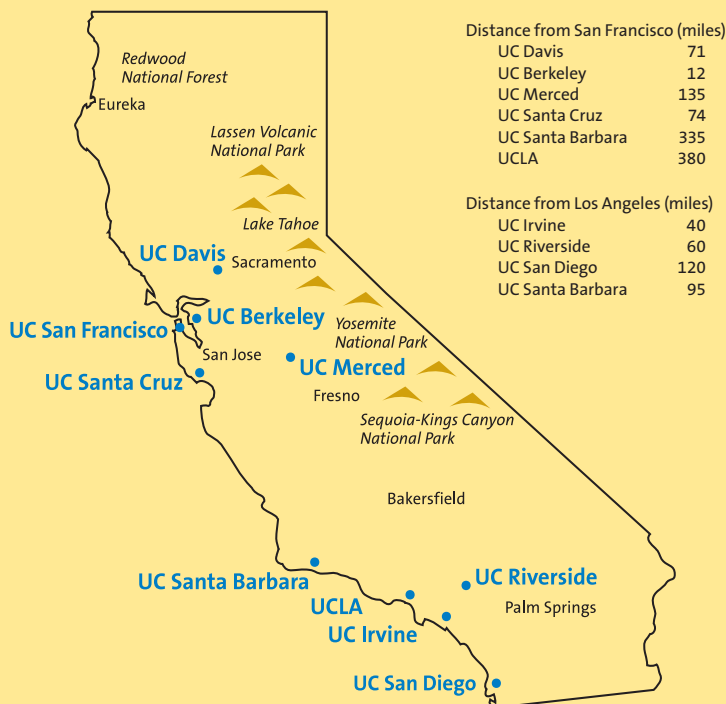 Redwood
National Forest
Eureka
Lassen Volcanic
National Park
Lake Tahoe
UC Davis
Sacramento
UC Berkeley
UC San Francisco
Yosemite
National Park
San Jose
UC Merced
UC Santa Cruz
Fresno
Sequoia-Kings Canyon
National Park
Bakersfield
UC Santa Barbara
UC Riverside
UCLA
Palm Springs
UC Irvine
UC San Diego
Distance from San Francisco (miles)
UC Davis 71
UC Berkeley 12
UC Merced 135
UC Santa Cruz 74
UC Santa Barbara 335
UCLA 380
Distance from Los Angeles (miles)
UC Irvine 40
UC Riverside 60
UC San Diego 120
UC Santa Barbara 95